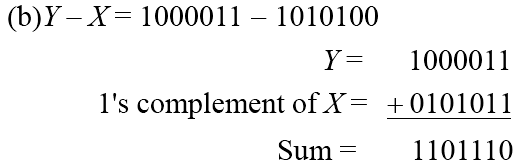 (b)Y – X = 1000011 – 1010100
Y = 1000011
1's complement of X = + 0101011
Sum = 1101110